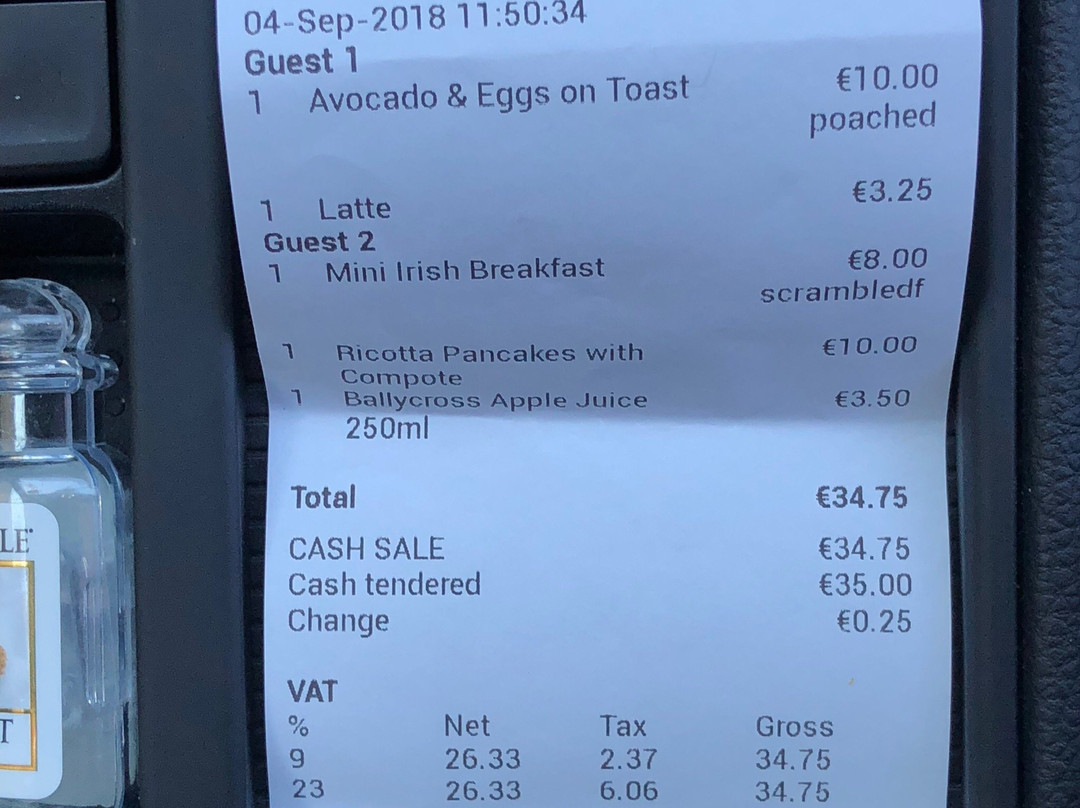 04-Sep-2018 11:50:34
Guest 1
1 Avocado & Eggs on Toast €10.00
poached
1 Latte €3.25
Guest 2
1 Mini Irish Breakfast €8.00
scrambledf
1 Ricotta Pancakes with €10.00
Compote
1 Ballycross Apple Juice €3.50
250ml
Total €34.75
CASH SALE €34.75
Cash tendered €35.00
Change €0.25
VAT
% Net Tax Gross
9 26.33 2.37 34.75
23 26.33 6.06 34.75
LE
T